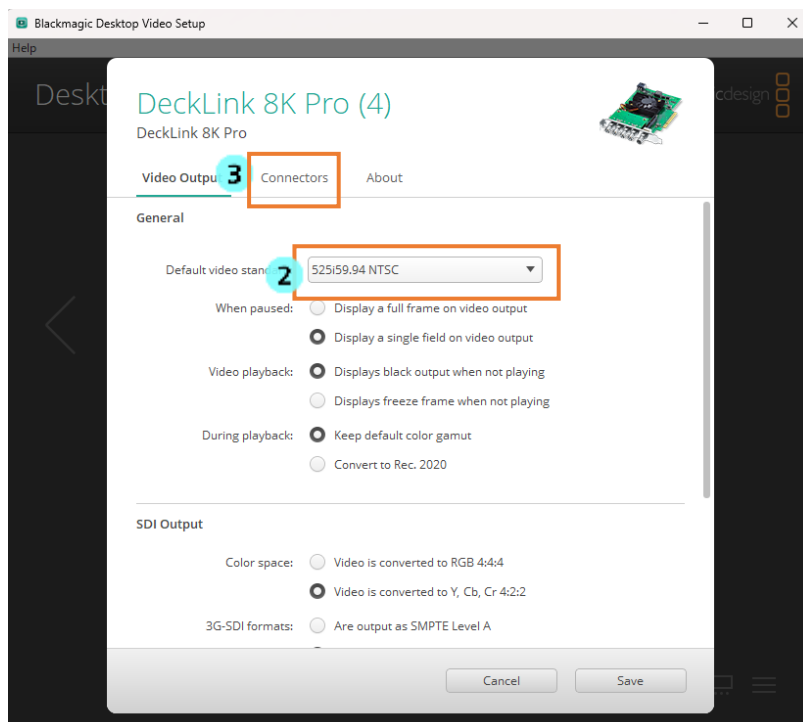 Blackmagic Desktop Video Setup
Help
Deskt
cdesign
DeckLink 8K Pro (4)
DeckLink 8K Pro
Video Outpu 3 Connectors About
General
Default video stan 2 525i59.94 NTSC
When paused: Display a full frame on video output
Display a single field on video output
Video playback: Displays black output when not playing
Displays freeze frame when not playing
During playback: Keep default color gamut
Convert to Rec. 2020
SDI Output
Color space: Video is converted to RGB 4:4:4
Video is converted to Y, Cb, Cr 4:2:2
3G-SDI formats: Are output as SMPTE Level A
Cancel Save